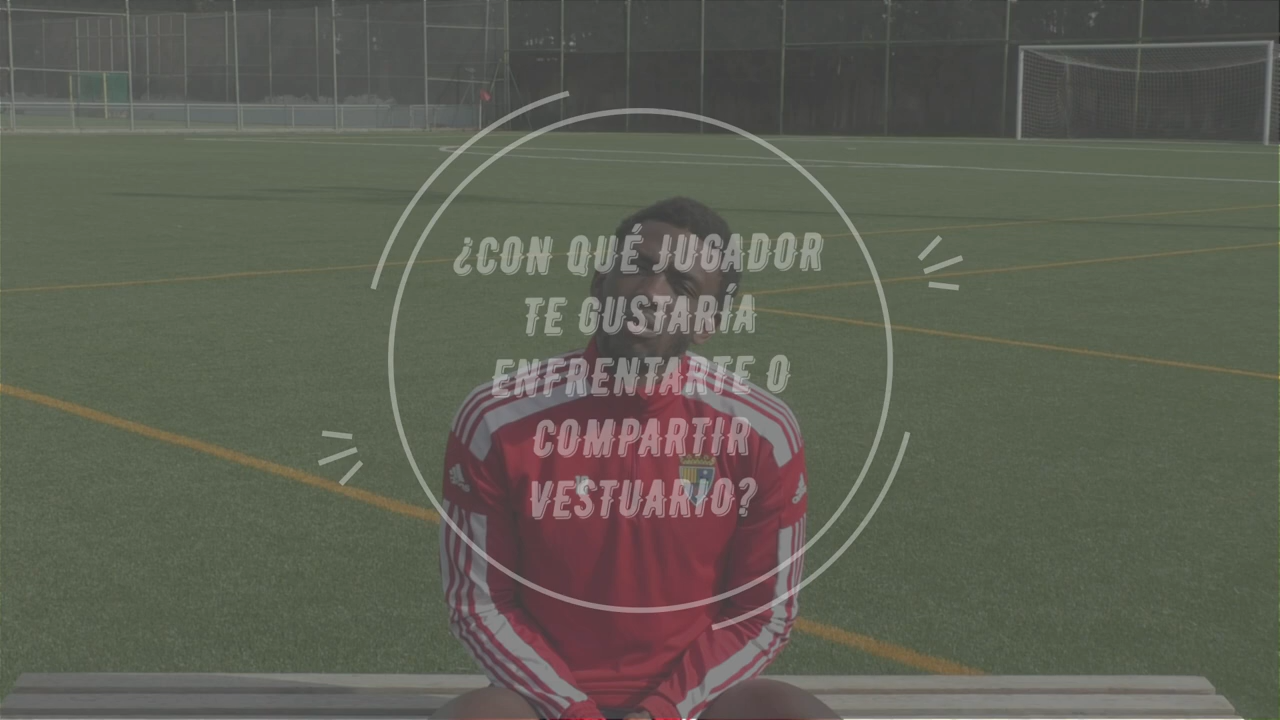 ¿CON QUÉ JUGADOR
TE GUSTARÍA
ENFRENTARTE O
COMPARTIR
VESTUARIO?